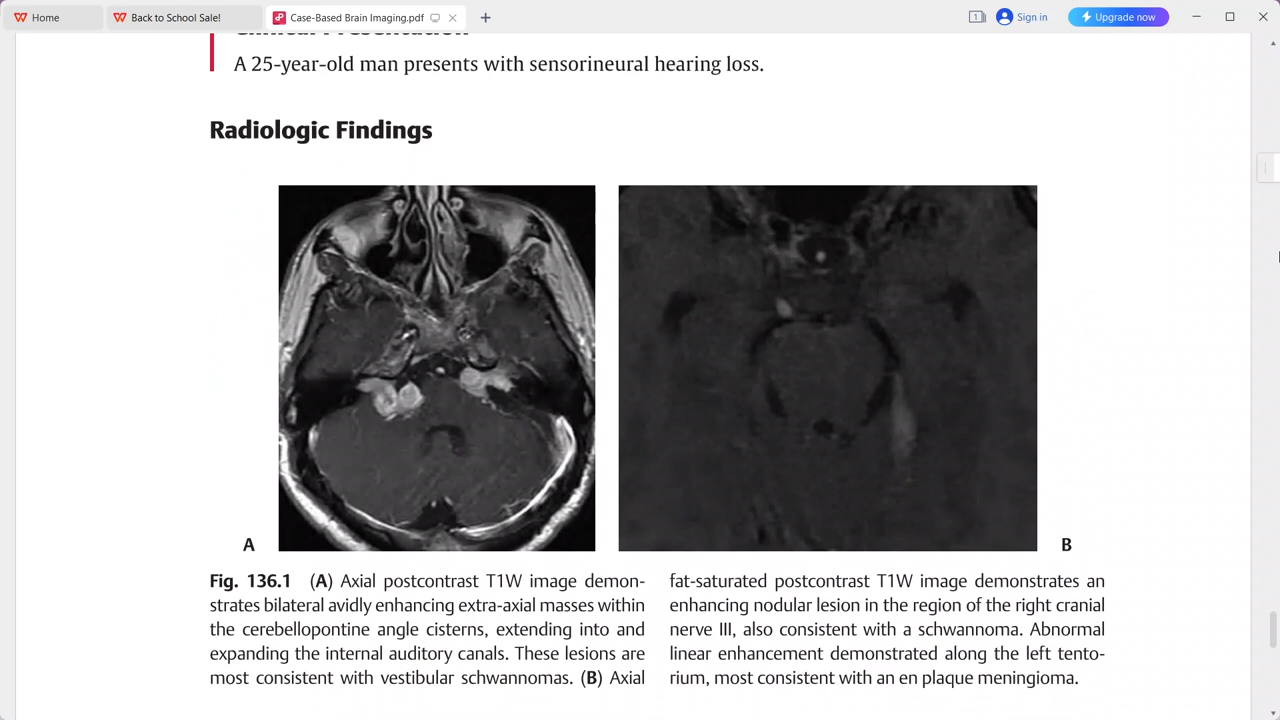 Home
Back to School Sale!
Case-Based Brain Imaging.pdf
1
Sign in
Upgrade now
A 25-year-old man presents with sensorineural hearing loss.
Radiologic Findings
A
B
Fig. 136.1 (A) Axial postcontrast T1W image demon-
strates bilateral avidly enhancing extra-axial masses within
the cerebellopontine angle cisterns, extending into and
expanding the internal auditory canals. These lesions are
most consistent with vestibular schwannomas. (B) Axial
fat-saturated postcontrast T1W image demonstrates an
enhancing nodular lesion in the region of the right cranial
nerve III, also consistent with a schwannoma. Abnormal
linear enhancement demonstrated along the left tento-
rium, most consistent with an en plaque meningioma.